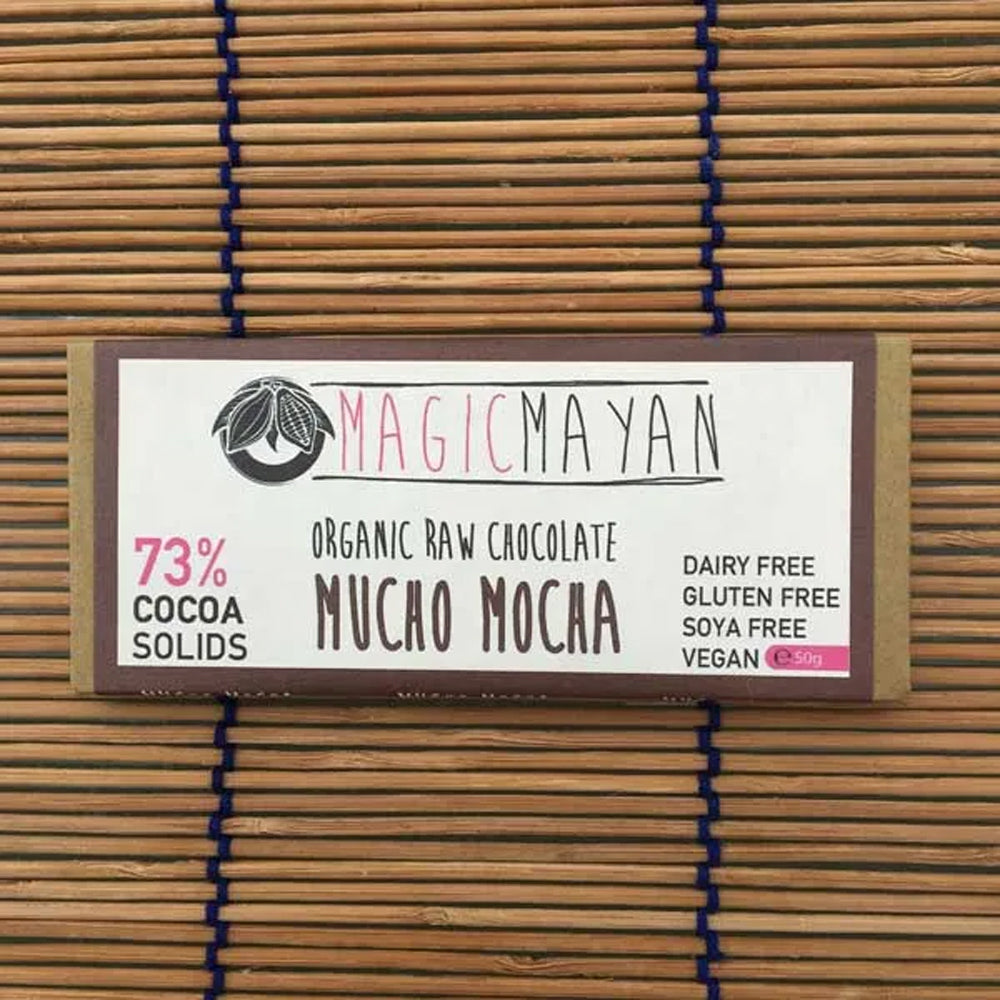 MAGICMAYAN
ORGANIC RAW CHOCOLATE
MUCHO MOCHA
73%
COCOA
SOLIDS
DAIRY FREE
GLUTEN FREE
SOYA FREE
VEGAN ℮50g